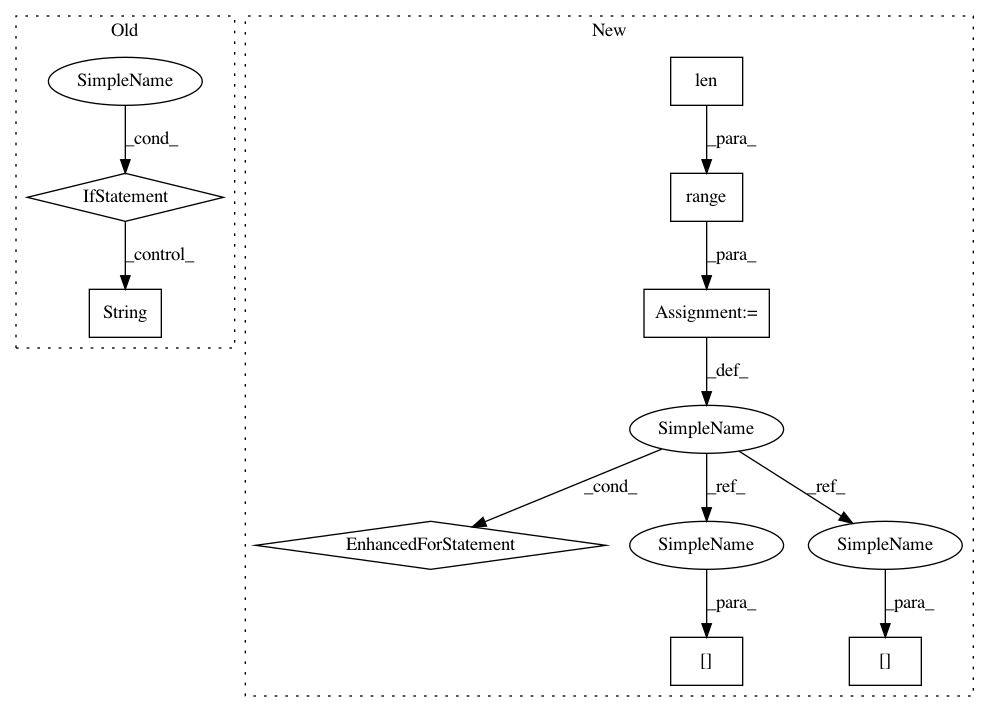 Old
New
SimpleName
len
_cond_
_para_
IfStatement
range
_control_
_para_
String
Assignment:=
_def_
SimpleName
_cond_
_ref_
_ref_
EnhancedForStatement
SimpleName
SimpleName
_para_
_para_
[]
[]